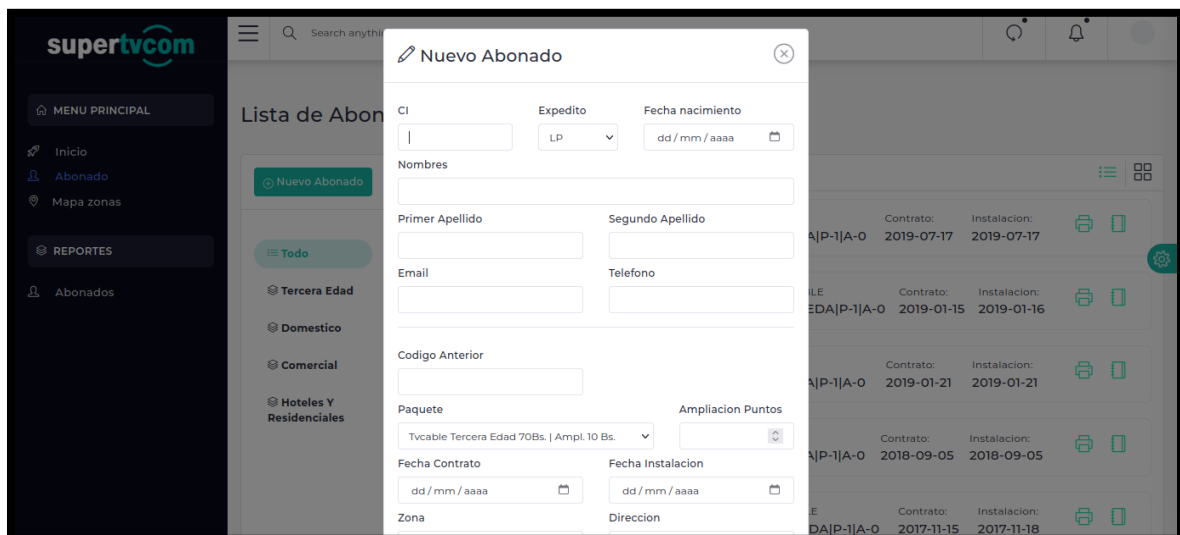 supertvcom
Search anythi
MENU PRINCIPAL
Inicio
Abonado
Mapa zonas
REPORTES
Abonados
Lista de Abon
Nuevo Abonado
Todo
Tercera Edad
Domestico
Comercial
Hoteles Y
Residenciales
Nuevo Abonado
CI Expedito Fecha nacimiento
LP dd/mm/aaaa
Nombres
Primer Apellido Segundo Apellido
Email Telefono
Codigo Anterior
Paquete Ampliacion Puntos
Tvcable Tercera Edad 70Bs. | Ampl. 10 Bs.
Fecha Contrato Fecha Instalacion
dd/mm/aaaa dd/mm/aaaa
Zona Direccion
Contrato: Instalacion:
A|P-1|A-0 2019-07-17 2019-07-17
LE Contrato: Instalacion:
EDA|P-1|A-0 2019-01-15 2019-01-16
Contrato: Instalacion:
A|P-1|A-0 2019-01-21 2019-01-21
Contrato: Instalacion:
A|P-1|A-0 2018-09-05 2018-09-05
LE Contrato: Instalacion:
DA|P-1|A-0 2017-11-15 2017-11-18